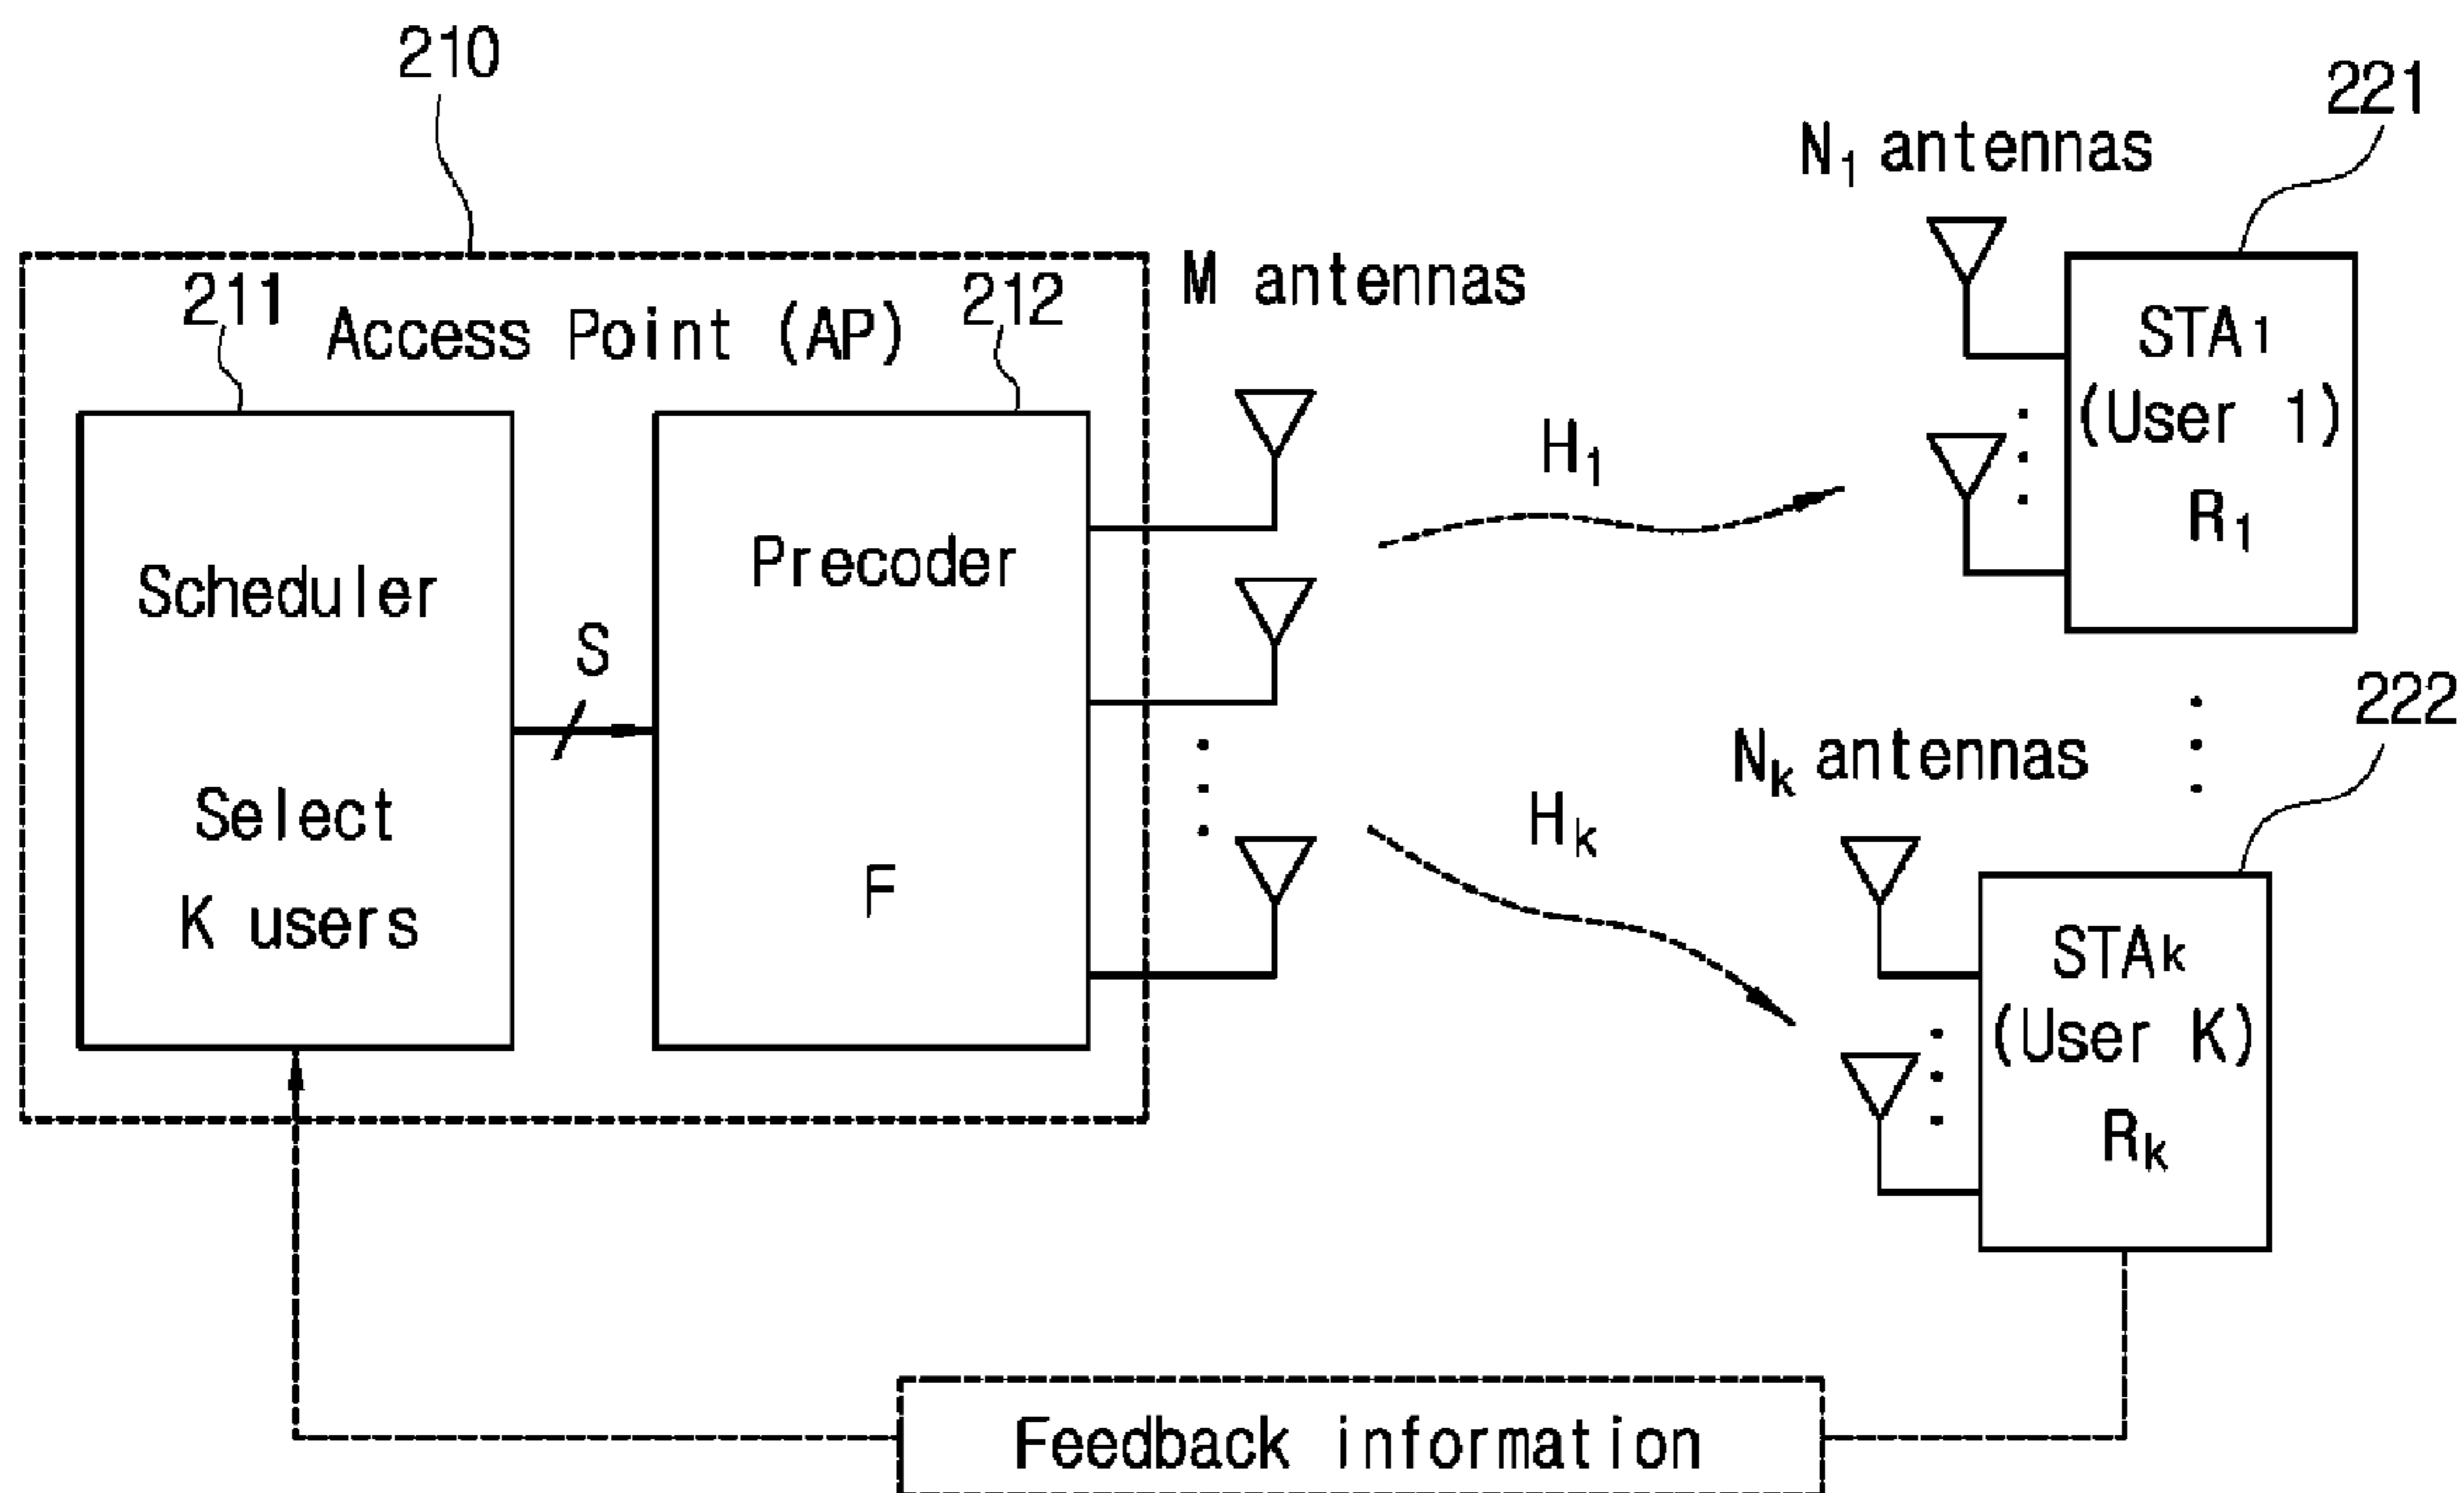 210
221
N₁ antennas
M antennas
211
Access Point (AP)
212
STA₁
(User 1)
R₁
H₁
Scheduler
Precoder
S
222
Nk antennas
Select
K users
F
Hk
STAk
(User K)
Rk
Feedback information